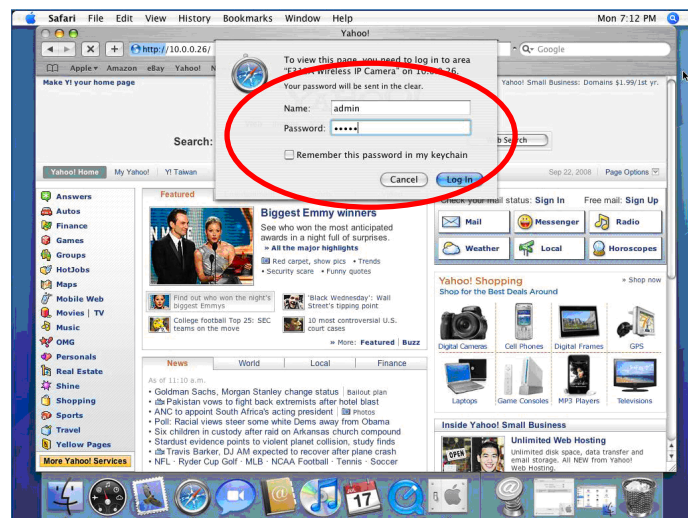 Safari File Edit View History Bookmarks Window Help Mon 7:12 PM
Yahoo!
http://10.0.0.26/
Google
Apple Amazon eBay Yahoo! N
To view this page, you need to log in to area
Wireless IP Camera" on 10.0.0.26.
Your password will be sent in the clear.
Name: admin
Password: •••••
Remember this password in my keychain
Cancel Log In
Make Y! your home page
Yahoo! Small Business: Domains $1.99/1st yr.
Search:
b Search
Yahoo! Home My Yahoo! Y! Taiwan Sep 22, 2008 Page Options
Answers
Autos
Finance
Games
Groups
HotJobs
Maps
Mobile Web
Movies | TV
Music
OMG
Personals
Real Estate
Shine
Shopping
Sports
Travel
Yellow Pages
More Yahoo! Services
Featured
Biggest Emmy winners
See who won the most anticipated
awards in a night full of surprises.
» All the major highlights
Red carpet, show pics • Trends
• Security scare • Funny quotes
Find out who won the night's
biggest Emmys
'Black Wednesday': Wall
Street's tipping point
College football Top 25: SEC
teams on the move
10 most controversial U.S.
court cases
» More: Featured | Buzz
News World Local Finance
As of 11:10 a.m.
• Goldman Sachs, Morgan Stanley change status | Bailout plan
• Pakistan vows to fight back extremists after hotel blast
• ANC to appoint South Africa's acting president | Photos
• Poll: Racial views steer some white Dems away from Obama
• Six children in custody after raid on Arkansas church compound
• Stardust evidence points to violent planet collision, study finds
• Travis Barker, DJ AM expected to recover after plane crash
• NFL · Ryder Cup Golf · MLB · NCAA Football · Tennis · Soccer
Check your mail status: Sign In Free mail: Sign Up
Mail Messenger Radio
Weather Local Horoscopes
Yahoo! Shopping » Shop now
Shop for the Best Deals Around
Digital Cameras Cell Phones Digital Frames GPS
Laptops Game Consoles MP3 Players Televisions
Inside Yahoo! Small Business
OPEN
Unlimited Web Hosting
Unlimited disk space, data transfer and
email storage. All NEW from Yahoo!
Web Hosting.
17